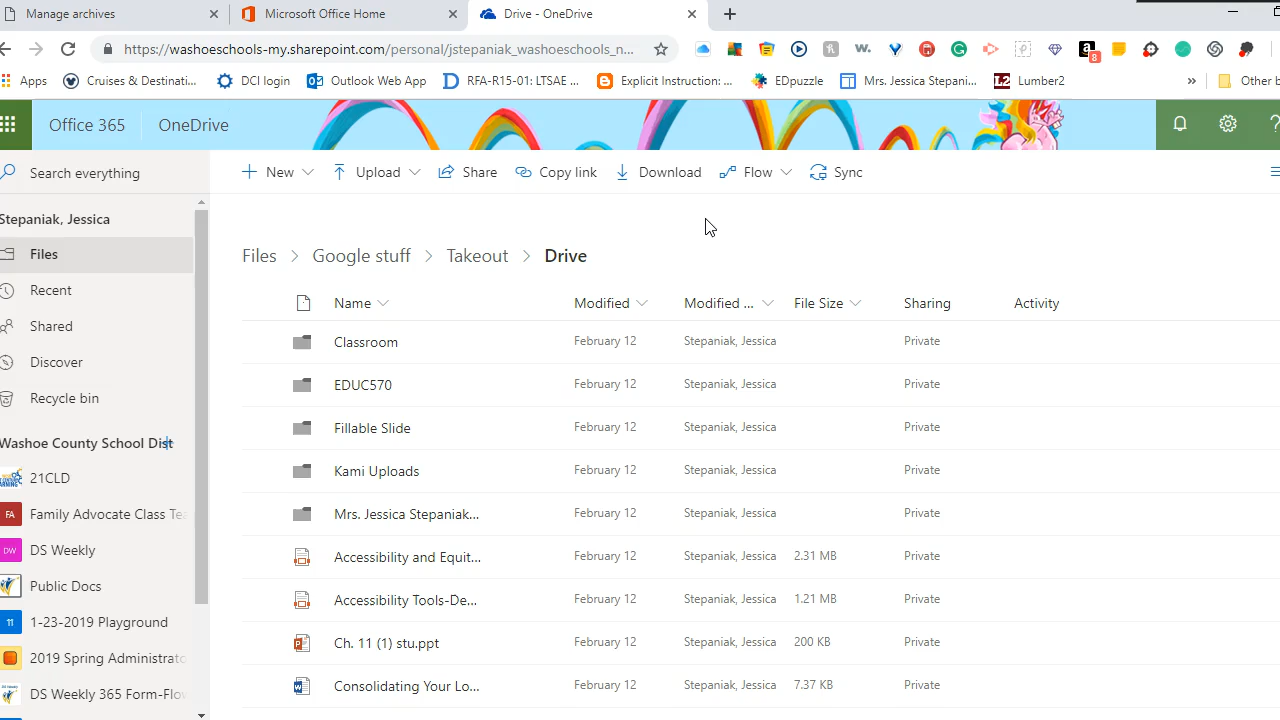 Manage archives
Microsoft Office Home
Drive - OneDrive
https://washoeschools-my.sharepoint.com/personal/jstepaniak_washoeschools_n...
8
Apps
Cruises & Destinati...
DCI login
Outlook Web App
RFA-R15-01: LTSAE ...
Explicit Instruction: ...
EDpuzzle
Mrs. Jessica Stepani...
L2 Lumber2
»
Other b
Office 365
OneDrive
Search everything
New
Upload
Share
Copy link
Download
Flow
Sync
Stepaniak, Jessica
Files
Recent
Shared
Discover
Recycle bin
Washoe County School Dist
21CLD
FA Family Advocate Class Tea
DW DS Weekly
Public Docs
11 1-23-2019 Playground
2019 Spring Administrato
DS Weekly 365 Form-Flow
Files > Google stuff > Takeout > Drive
Name Modified Modified ... File Size Sharing Activity
Classroom February 12 Stepaniak, Jessica Private
EDUC570 February 12 Stepaniak, Jessica Private
Fillable Slide February 12 Stepaniak, Jessica Private
Kami Uploads February 12 Stepaniak, Jessica Private
Mrs. Jessica Stepaniak... February 12 Stepaniak, Jessica Private
Accessibility and Equit... February 12 Stepaniak, Jessica 2.31 MB Private
Accessibility Tools-De... February 12 Stepaniak, Jessica 1.21 MB Private
Ch. 11 (1) stu.ppt February 12 Stepaniak, Jessica 200 KB Private
Consolidating Your Lo... February 12 Stepaniak, Jessica 7.37 KB Private